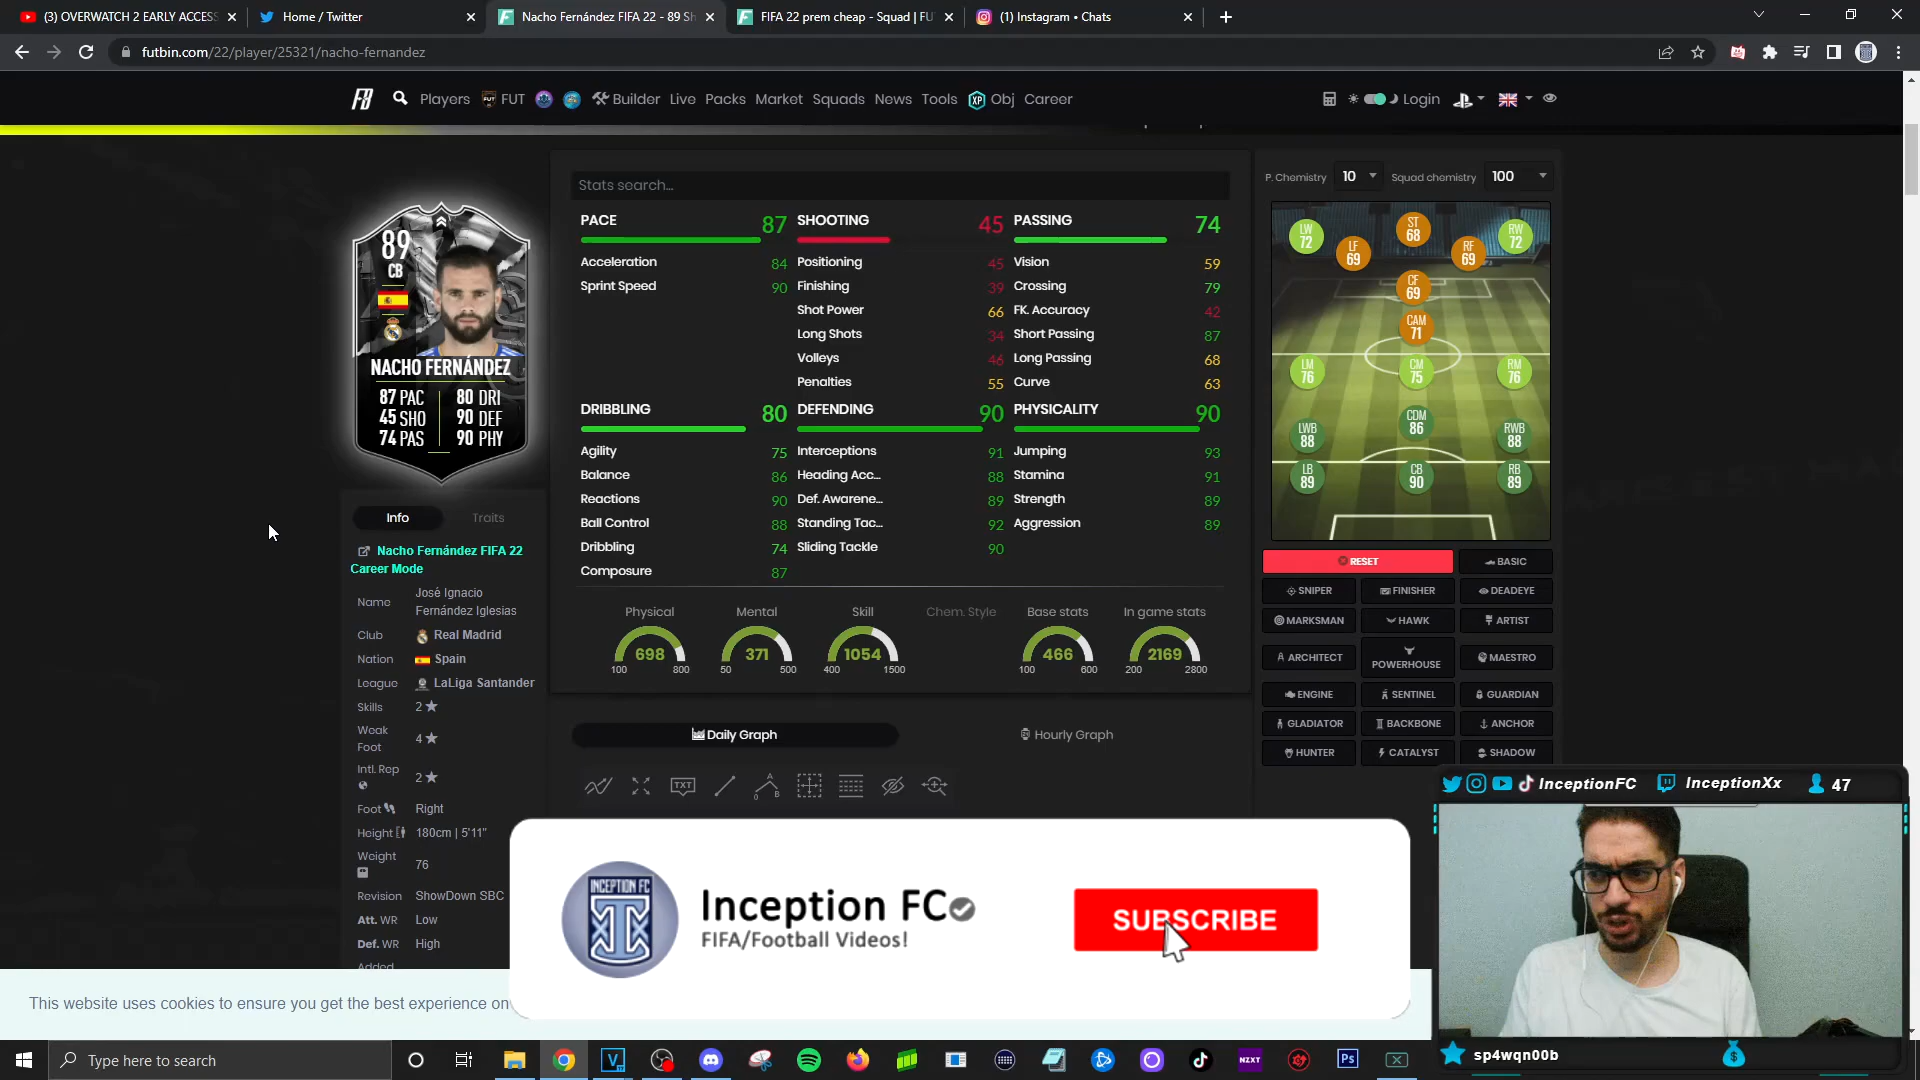 (3) OVERWATCH 2 EARLY ACCESS
Home / Twitter
Nacho Fernández FIFA 22 - 89 Sh
FIFA 22 prem cheap - Squad | FU
(1) Instagram • Chats
futbin.com/22/player/25321/nacho-fernandez
Players FUT Builder Live Packs Market Squads News Tools XP Obj Career Login
Stats search...
P. Chemistry 10 Squad chemistry 100
PACE 87
Acceleration 84
Sprint Speed 90
SHOOTING 45
Positioning 45
Finishing 39
Shot Power 66
Long Shots 34
Volleys 46
Penalties 55
PASSING 74
Vision 59
Crossing 79
FK. Accuracy 42
Short Passing 87
Long Passing 68
Curve 63
DRIBBLING 80
Agility 75
Balance 86
Reactions 90
Ball Control 88
Dribbling 74
Composure 87
DEFENDING 90
Interceptions 91
Heading Acc... 88
Def. Awarene... 89
Standing Tac... 92
Sliding Tackle 90
PHYSICALITY 90
Jumping 93
Stamina 91
Strength 89
Aggression 89
89
CB
NACHO FERNÁNDEZ
87 PAC 80 DRI
45 SHO 90 DEF
74 PAS 90 PHY
Info Traits
Nacho Fernández FIFA 22
Career Mode
Name José Ignacio
Fernández Iglesias
Club Real Madrid
Nation Spain
League LaLiga Santander
Skills 2
Weak
Foot 4
Intl. Rep 2
Foot Right
Height 180cm | 5'11"
Weight 76
Revision ShowDown SBC
Att. WR Low
Def. WR High
Added
Physical Mental Skill Chem. Style Base stats In game stats
698 371 1054 466 2169
100 800 50 500 400 1500 100 600 200 2800
Daily Graph Hourly Graph
TXT
LW
72
ST
68
RW
72
LF
69
RF
69
CF
69
CAM
71
LM
76
CM
75
RM
76
CDM
86
LWB
88
RWB
88
LB
89
CB
90
RB
89
RESET BASIC
SNIPER FINISHER DEADEYE
MARKSMAN HAWK ARTIST
ARCHITECT POWERHOUSE MAESTRO
ENGINE SENTINEL GUARDIAN
GLADIATOR BACKBONE ANCHOR
HUNTER CATALYST SHADOW
InceptionFC InceptionXx 47
INCEPTION FC
Inception FC
FIFA/Football Videos!
SUBSCRIBE
This website uses cookies to ensure you get the best experience on
sp4wqn00b
Type here to search
NZXT
Ps